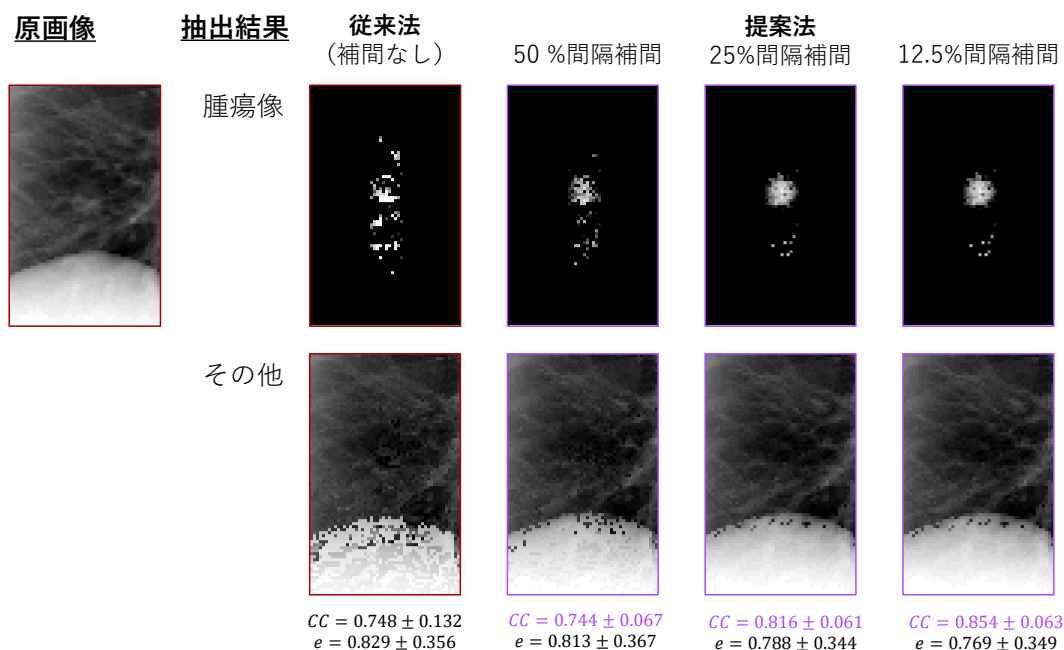 原画像
抽出結果
従来法
(補間なし)
提案法
50 %間隔補間
25%間隔補間
12.5%間隔補間
腫瘍像
その他
CC = 0.748 ± 0.132
e = 0.829 ± 0.356
CC = 0.744 ± 0.067
e = 0.813 ± 0.367
CC = 0.816 ± 0.061
e = 0.788 ± 0.344
CC = 0.854 ± 0.063
e = 0.769 ± 0.349